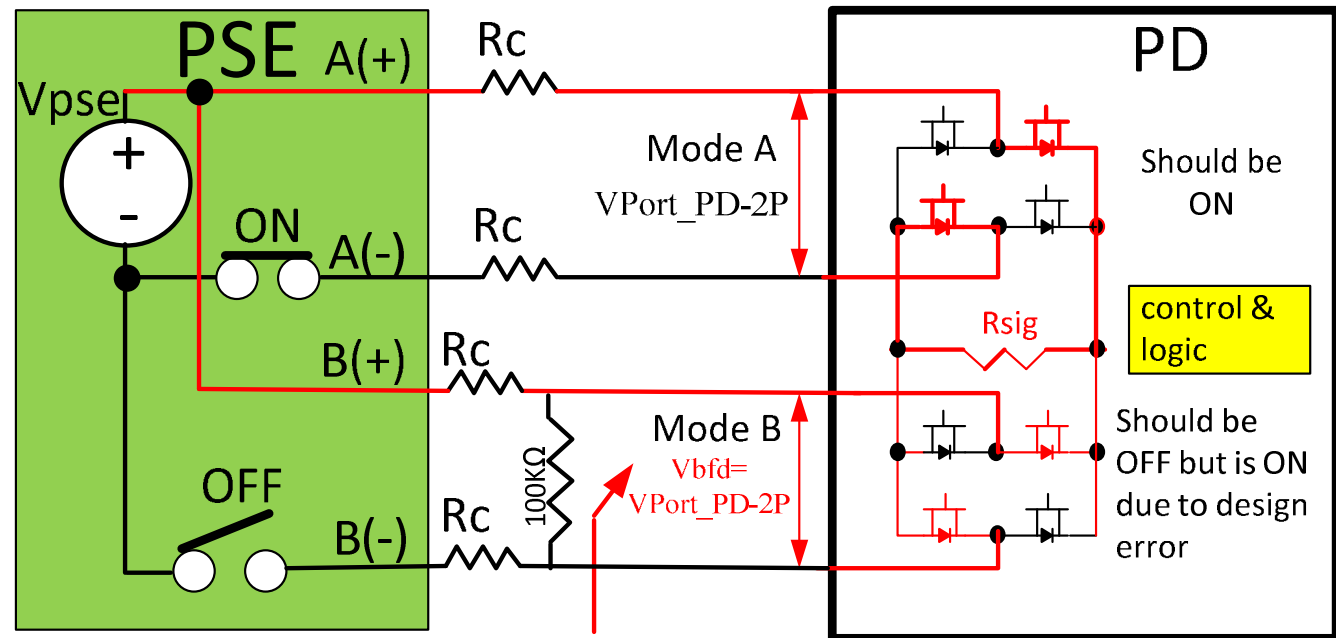 PSE
Vpse
+
-
A(+)
Rc
Mode A
VPort_PD-2P
ON
A(-)
Rc
B(+)
Rc
100KΩ
Mode B
Vbfd=
VPort_PD-2P
OFF
B(-)
Rc
PD
Should be
ON
Rsig
control &
logic
Should be
OFF but is ON
due to design
error